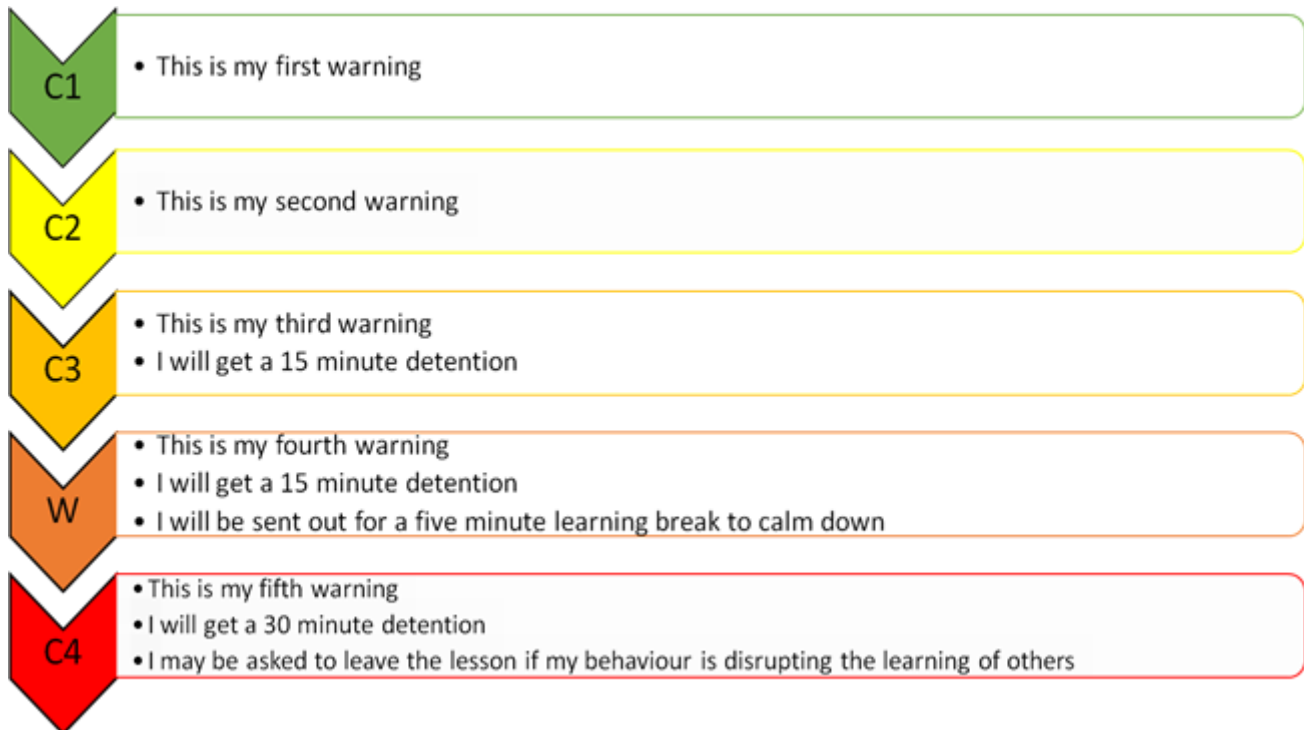 C1
• This is my first warning
C2
• This is my second warning
C3
• This is my third warning
• I will get a 15 minute detention
W
• This is my fourth warning
• I will get a 15 minute detention
• I will be sent out for a five minute learning break to calm down
C4
• This is my fifth warning
• I will get a 30 minute detention
• I may be asked to leave the lesson if my behaviour is disrupting the learning of others